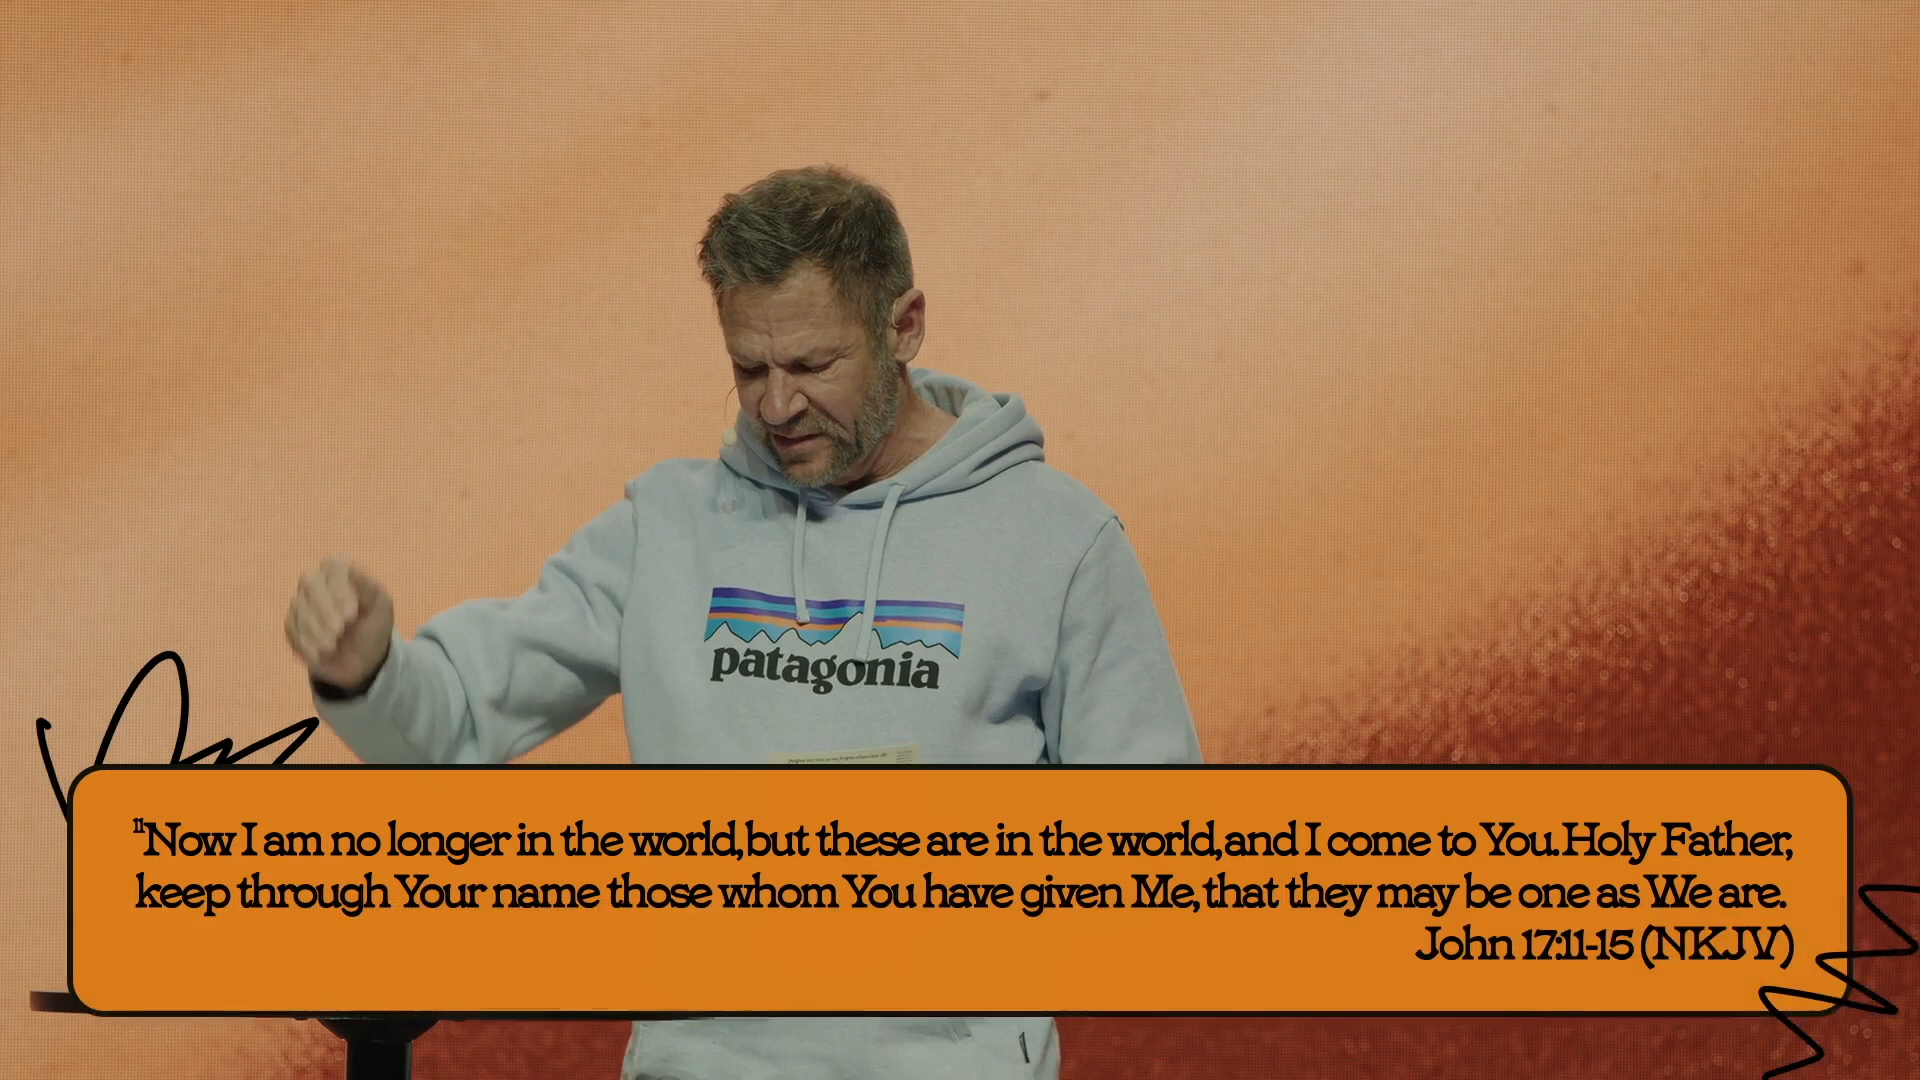 patagonia
¹¹Now I am no longer in the world, but these are in the world, and I come to You. Holy Father,
keep through Your name those whom You have given Me, that they may be one as We are.
John 17:11-15 (NKJV)